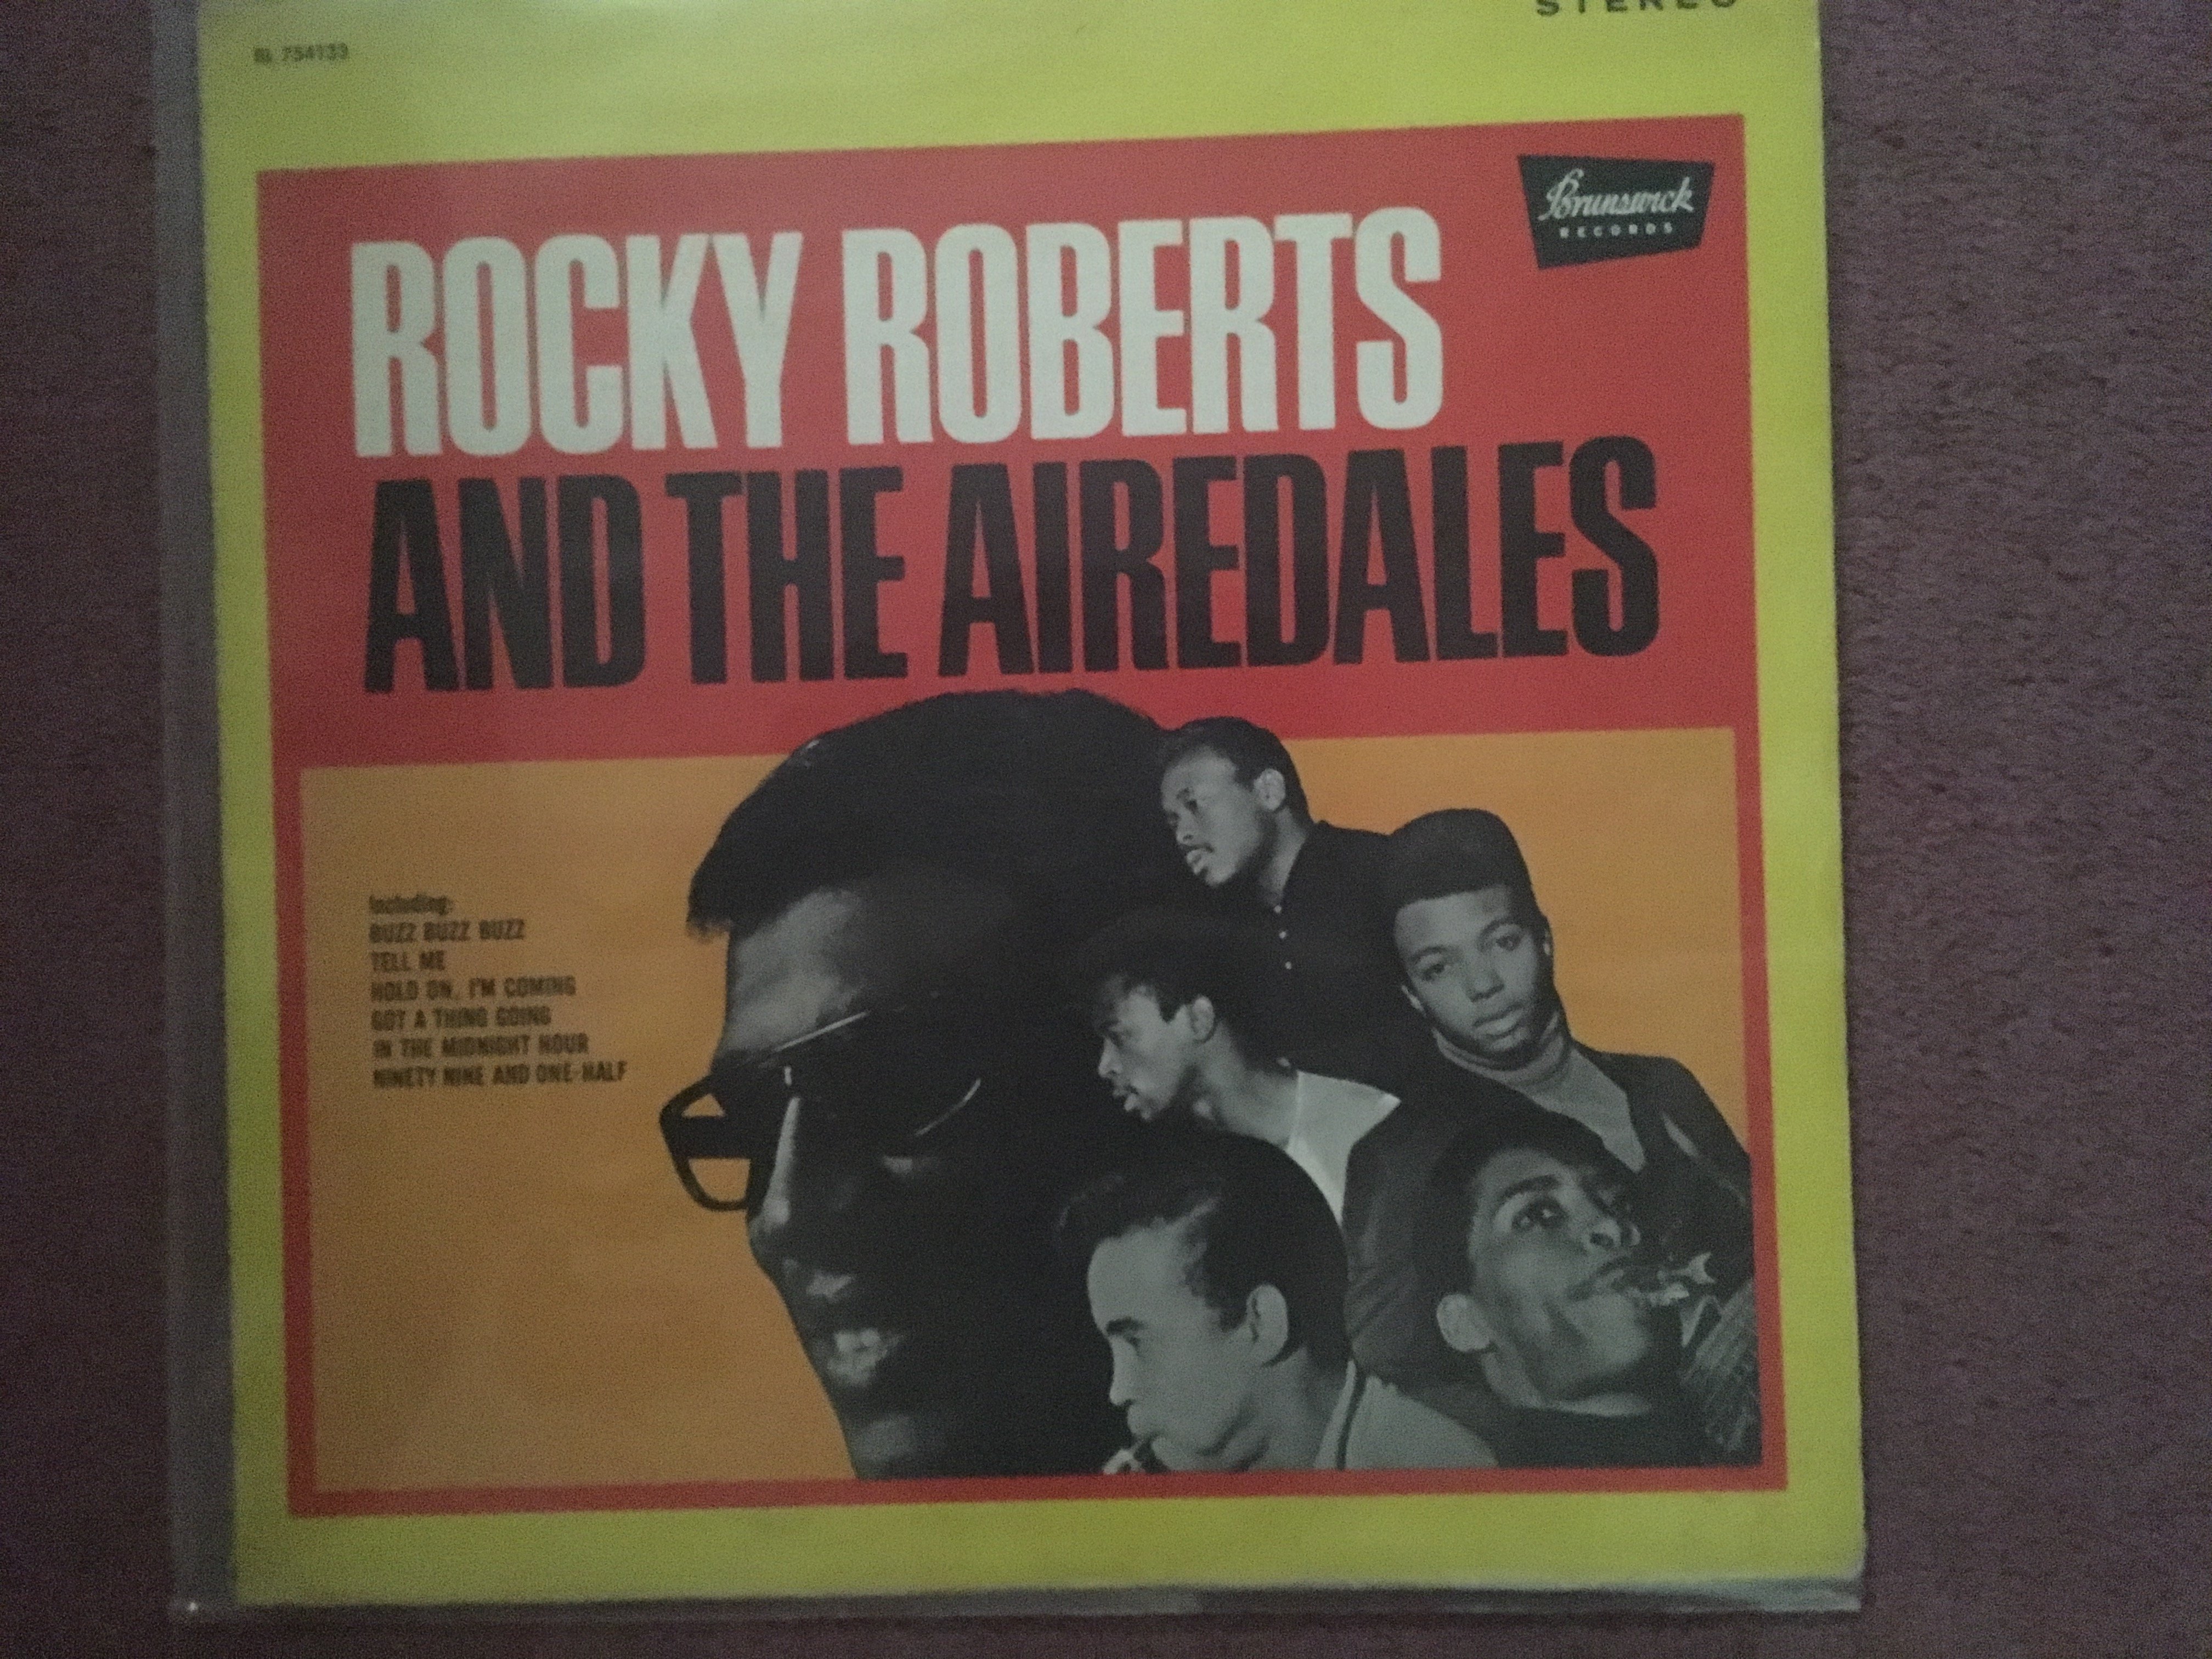 BL 754133
STEREO
Brunswick
RECORDS
ROCKY ROBERTS
AND THE AIREDALES
Including:
BUZZ BUZZ BUZZ
TELL ME
HOLD ON, I'M COMING
GOT A THING GOING
IN THE MIDNIGHT HOUR
NINETY NINE AND ONE-HALF